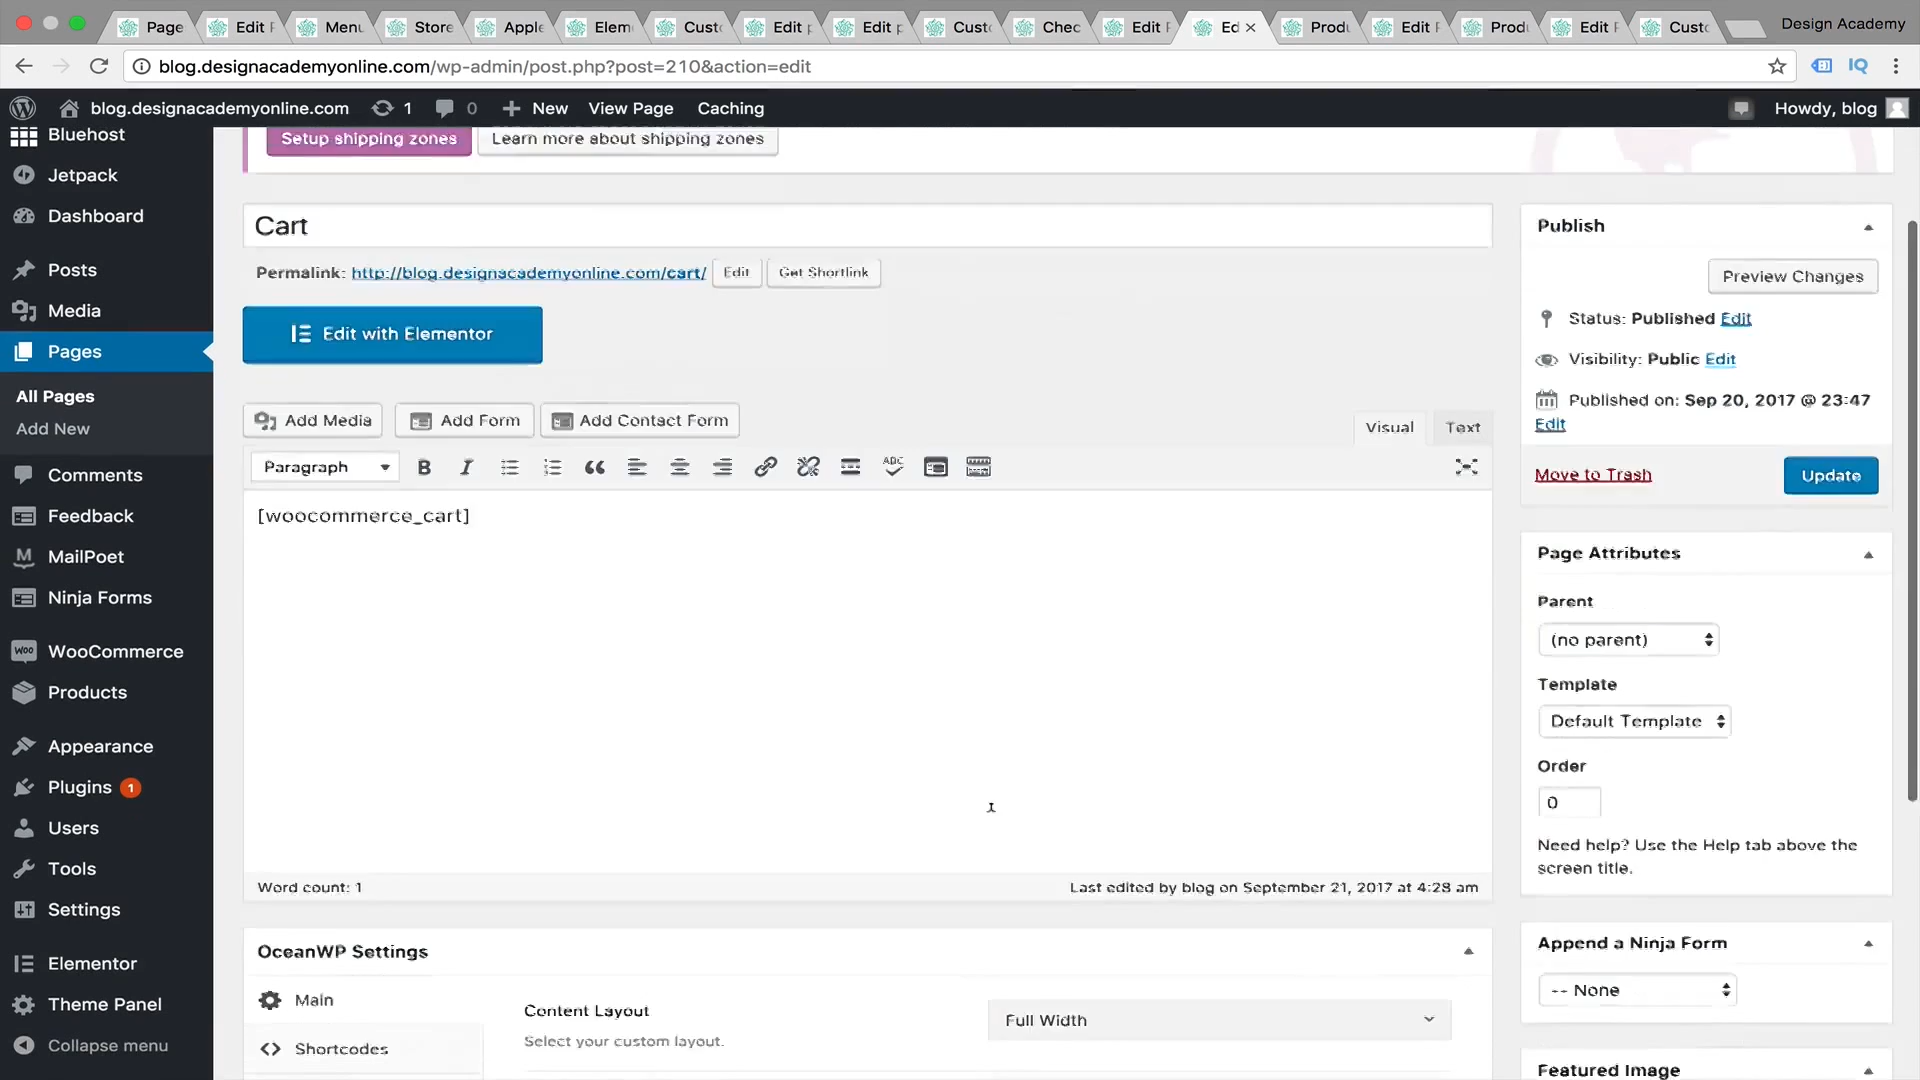 Page
Edit F
Menu
Store
Apple
Elem
Custo
Edit p
Edit p
Custo
Chec
Edit F
Ed
Produ
Edit F
Produ
Edit F
Custo
Design Academy
blog.designacademyonline.com/wp-admin/post.php?post=210&action=edit
IQ
blog.designacademyonline.com
1
0
New
View Page
Caching
Howdy, blog
Bluehost
Jetpack
Dashboard
Posts
Media
Pages
All Pages
Add New
Comments
Feedback
MailPoet
Ninja Forms
WooCommerce
Products
Appearance
Plugins 1
Users
Tools
Settings
Elementor
Theme Panel
Collapse menu
Setup shipping zones
Learn more about shipping zones
Cart
Permalink: http://blog.designacademyonline.com/cart/
Edit
Get Shortlink
Edit with Elementor
Add Media
Add Form
Add Contact Form
Visual
Text
Paragraph
B
I
ABC
[woocommerce_cart]
Word count: 1
Last edited by blog on September 21, 2017 at 4:28 am
OceanWP Settings
Main
Shortcodes
Content Layout
Select your custom layout.
Full Width
Publish
Preview Changes
Status: Published Edit
Visibility: Public Edit
Published on: Sep 20, 2017 @ 23:47
Edit
Move to Trash
Update
Page Attributes
Parent
(no parent)
Template
Default Template
Order
0
Need help? Use the Help tab above the
screen title.
Append a Ninja Form
-- None
Featured Image